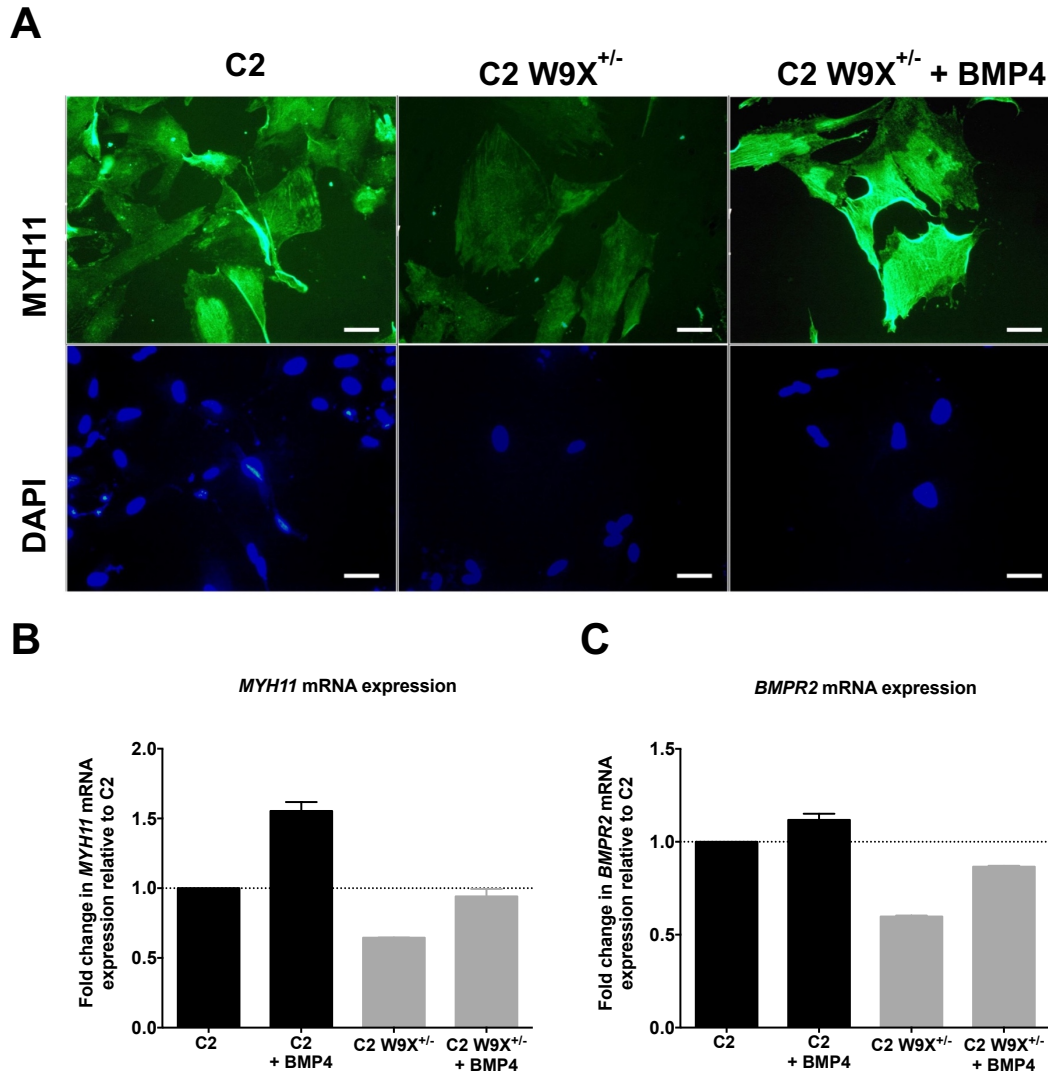 A
C2
C2 W9X+/-
C2 W9X+/- + BMP4
MYH11
DAPI
B
MYH11 mRNA expression
Fold change in MYH11 mRNA
expression relative to C2
2.0
1.5
1.0
0.5
0.0
C2
C2
+ BMP4
C2 W9X+/-
C2 W9X+/-
+ BMP4
C
BMPR2 mRNA expression
Fold change in BMPR2 mRNA
expression relative to C2
1.5
1.0
0.5
0.0
C2
C2
+ BMP4
C2 W9X+/-
C2 W9X+/-
+ BMP4